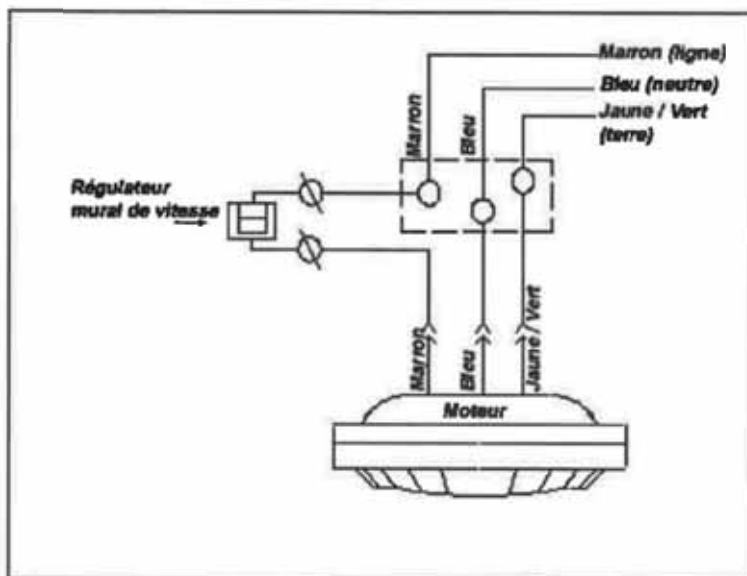 Marron (ligne)
Bleu (neutre)
Jaune / Vert
(terre)
Marron
Bleu
Régulateur
mural de vitesse
Marron
Bleu
Jaune / Vert
Moteur